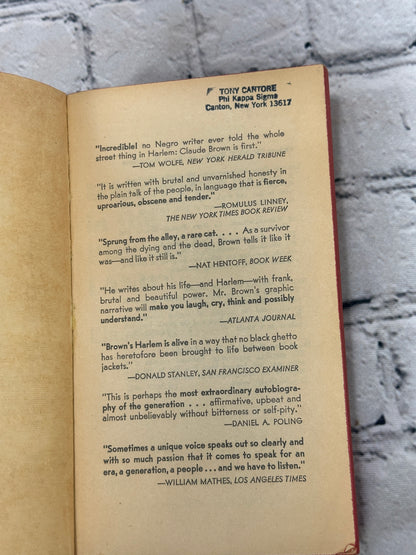 TONY CANTORE
Phi Kappa Sigma
Canton, New York 13617
"Incredible! no Negro writer ever told the whole
street thing in Harlem: Claude Brown is first."
—TOM WOLFE, NEW YORK HERALD TRIBUNE
"It is written with brutal and unvarnished honesty in
the plain talk of the people, in language that is fierce,
uproarious, obscene and tender."
—ROMULUS LINNEY,
THE NEW YORK TIMES BOOK REVIEW
"Sprung from the alley, a rare cat. . . . As a survivor
among the dying and the dead, Brown tells it like it
was—and like it still is."
—NAT HENTOFF, BOOK WEEK
"He writes about his life—and Harlem—with frank,
brutal and beautiful power. Mr. Brown's graphic
narrative will make you laugh, cry, think and possibly
understand."
—ATLANTA JOURNAL
"Brown's Harlem is alive in a way that no black ghetto
has heretofore been brought to life between book
jackets."
—DONALD STANLEY, SAN FRANCISCO EXAMINER
"This is perhaps the most extraordinary autobiogra-
phy of the generation . . . affirmative, upbeat and
almost unbelievably without bitterness or self-pity."
—DANIEL A. POLING
"Sometimes a unique voice speaks out so clearly and
with so much passion that it comes to speak for an
era, a generation, a people . . . and we have to listen."
—WILLIAM MATHES, LOS ANGELES TIMES